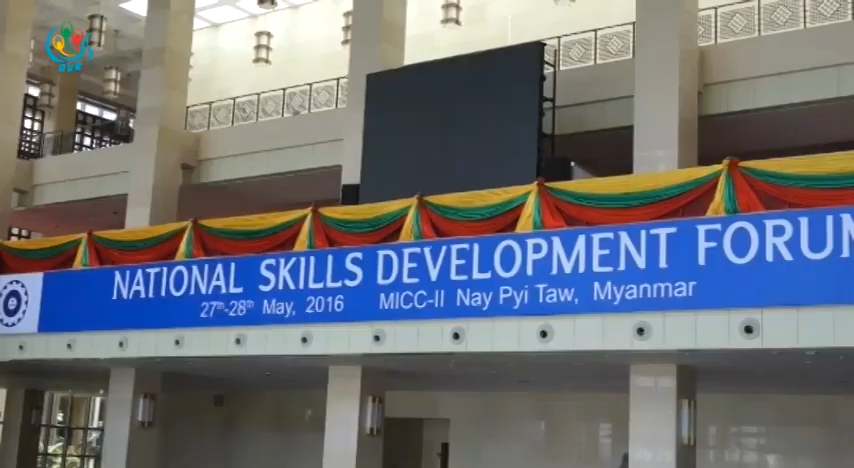 NATIONAL SKILLS DEVELOPMENT FORUM
27th-28th May, 2016 MICC-II Nay Pyi Taw, Myanmar